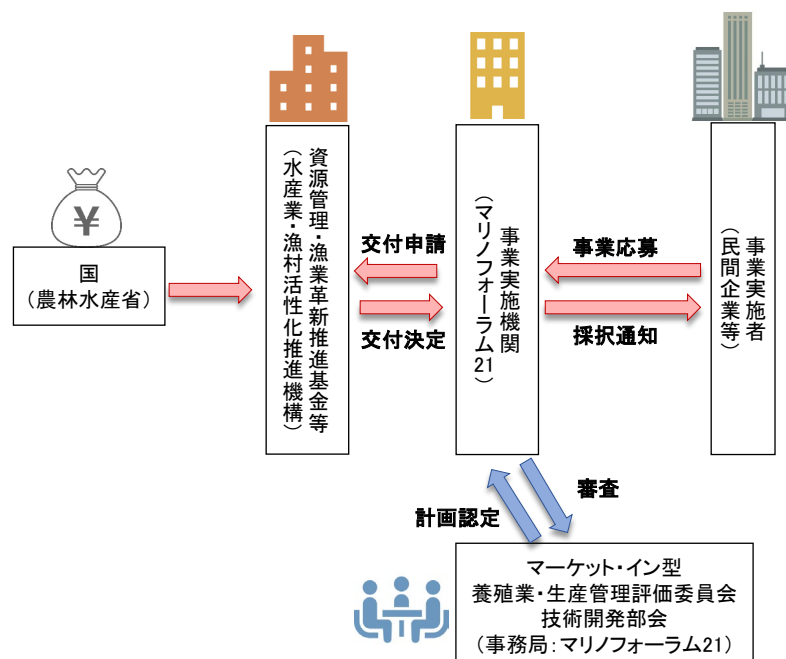 ¥
国
(農林水産省)
資源管理・漁業革新推進基金等
(水産業・漁村活性化推進機構)
交付申請
交付決定
事業実施機関
(マリノフォーラム21)
事業応募
採択通知
事業実施者
(民間企業等)
審査
計画認定
マーケット・イン型
養殖業・生産管理評価委員会
技術開発部会
(事務局:マリノフォーラム21)